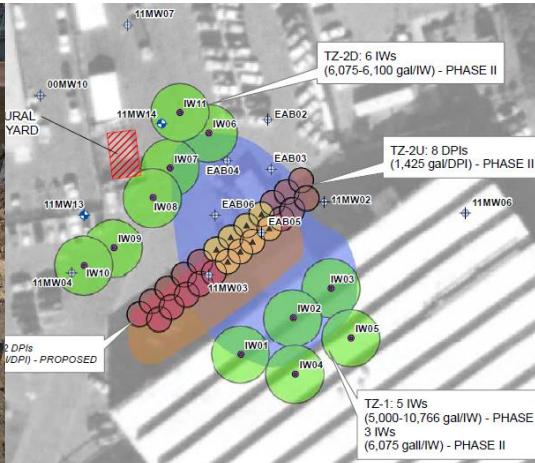 11MW07
TZ-2D: 6 IWs
(6,075-6,100 gal/IW) - PHASE II
00MW10
IW11
11MW14
IW06
EAB02
URAL
YARD
TZ-2U: 8 DPIs
(1,425 gal/DPI) - PHASE II
IW07
EAB04
EAB03
IW08
11MW02
11MW13
EAB06
11MW06
EAB05
IW09
IW10
11MW04
11MW03
IW03
IW02
2 DPIs
l/DPI) - PROPOSED
IW01
IW05
IW04
TZ-1: 5 IWs
(5,000-10,766 gal/IW) - PHASE
3 IWs
(6,075 gall/IW) - PHASE II